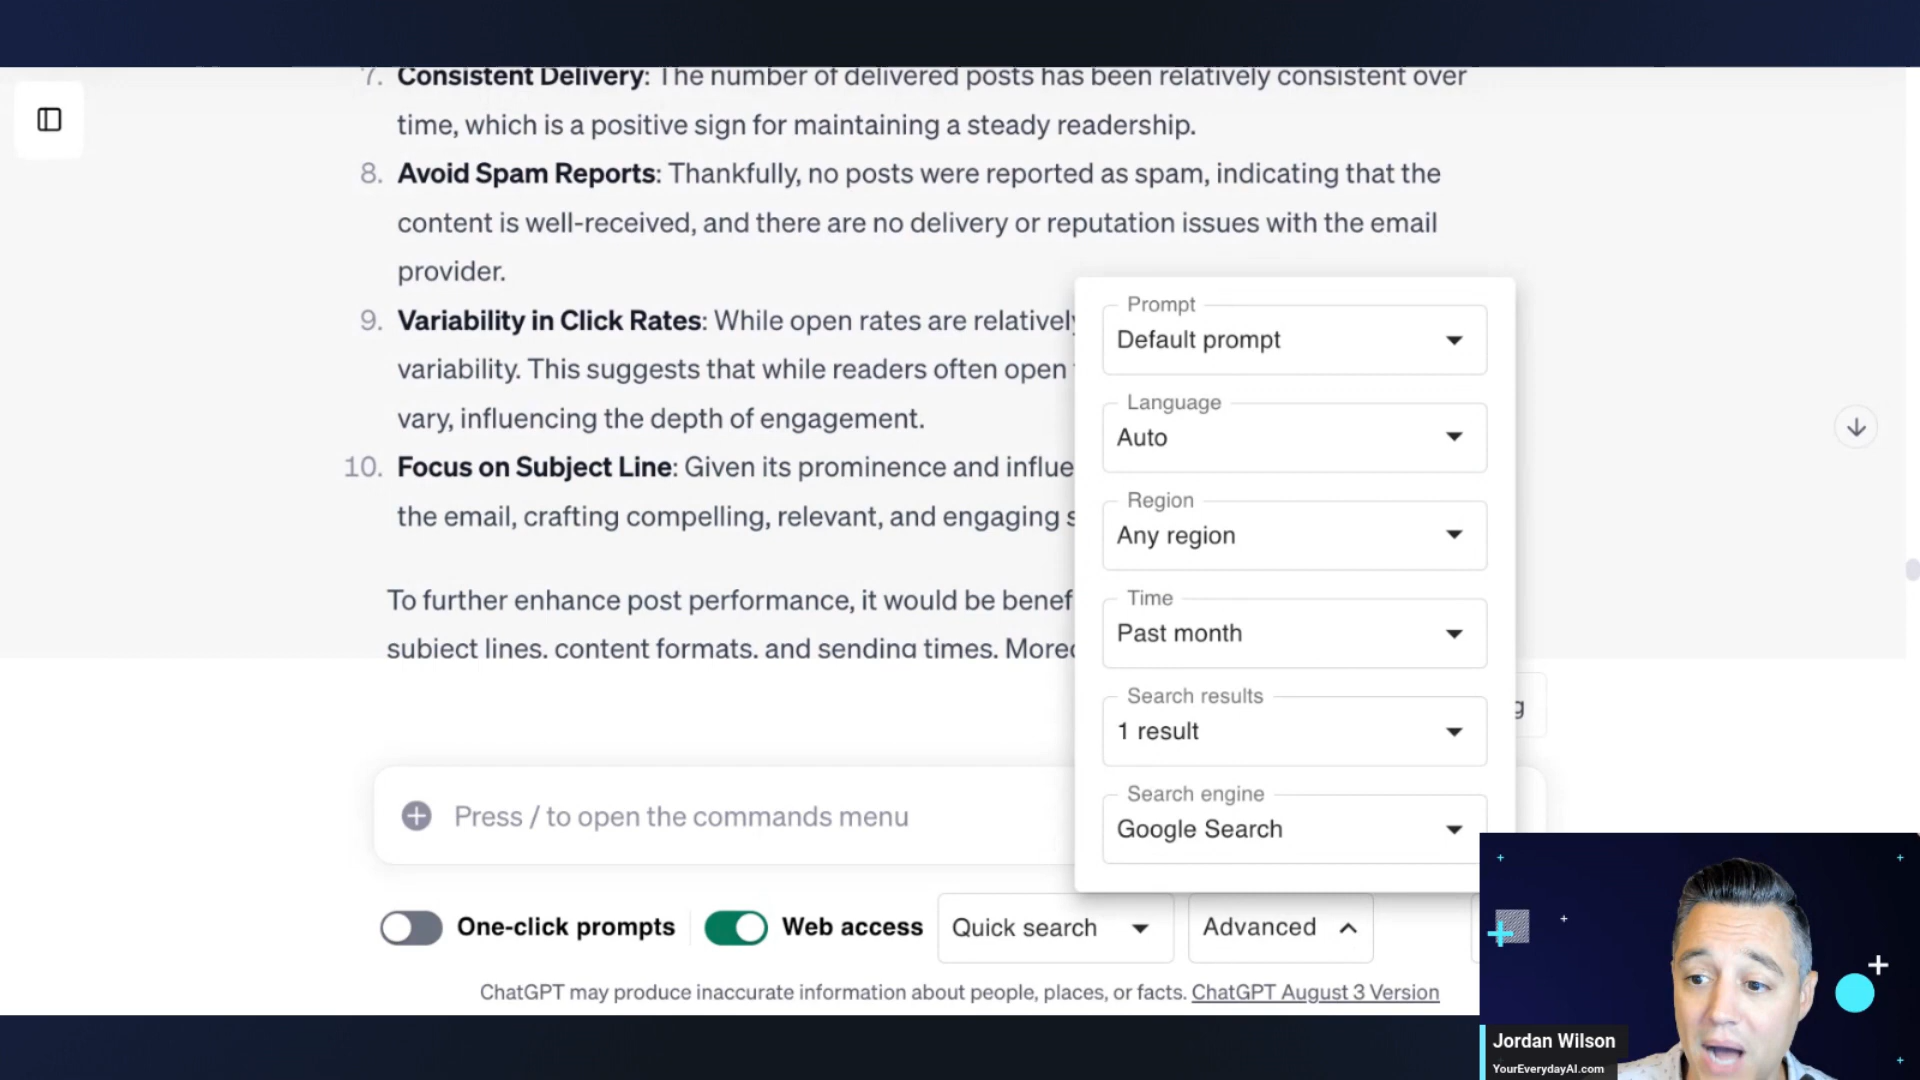 7. Consistent Delivery: The number of delivered posts has been relatively consistent over
time, which is a positive sign for maintaining a steady readership.
8. Avoid Spam Reports: Thankfully, no posts were reported as spam, indicating that the
content is well-received, and there are no delivery or reputation issues with the email
provider.
9. Variability in Click Rates: While open rates are relatively
variability. This suggests that while readers often open
vary, influencing the depth of engagement.
10. Focus on Subject Line: Given its prominence and influe
the email, crafting compelling, relevant, and engaging s
To further enhance post performance, it would be benef
subject lines, content formats, and sending times. Moreo
Prompt
Default prompt
Language
Auto
Region
Any region
Time
Past month
Search results
1 result
Search engine
Google Search
g
Press / to open the commands menu
One-click prompts Web access Quick search Advanced
ChatGPT may produce inaccurate information about people, places, or facts. ChatGPT August 3 Version
Jordan Wilson
YourEverydayAI.com